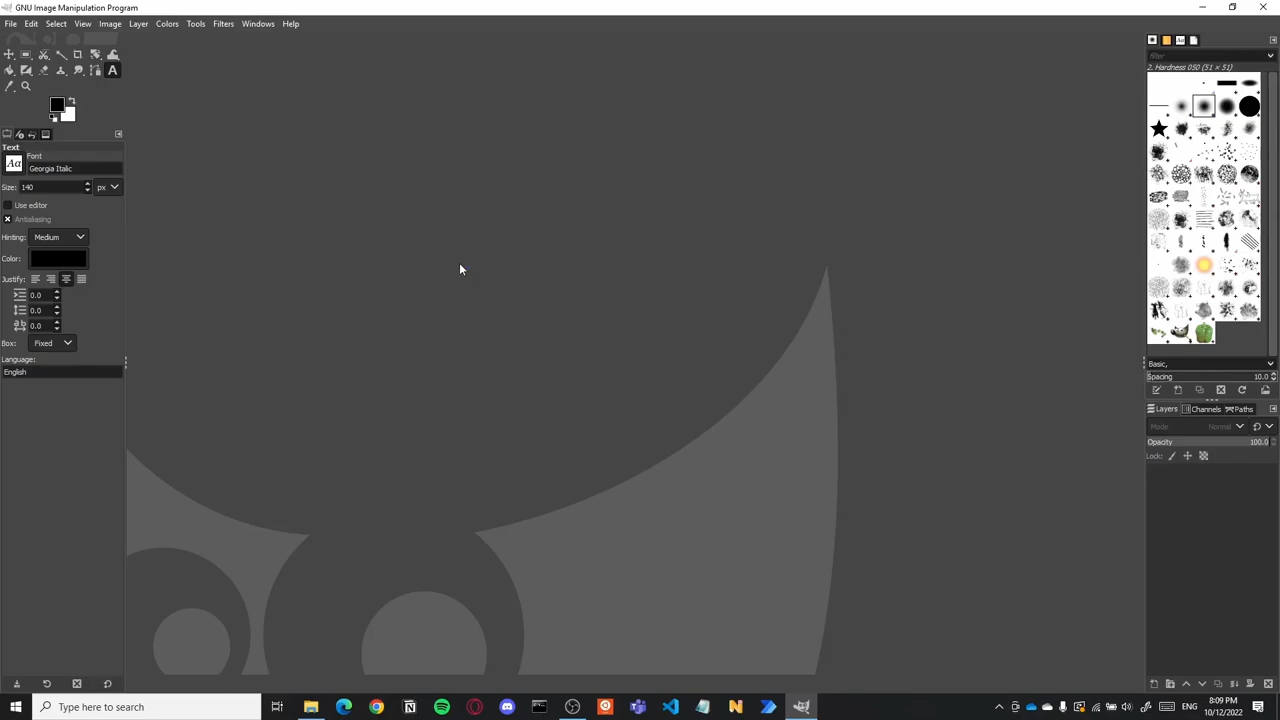 GNU Image Manipulation Program
File Edit Select View Image Layer Colors Tools Filters Windows Help
filter
2. Hardness 050 (51 × 51)
A
Text
Font
Aa Georgia Italic
Size: 140 px
Use editor
Antialiasing
Hinting: Medium
Color:
Justify:
0.0
0.0
ab 0.0
Box: Fixed
Language:
English
Basic,
Spacing 10.0
Layers Channels Paths
Mode Normal
Opacity 100.0
Lock:
Type here to search
8:09 PM
10/12/2022